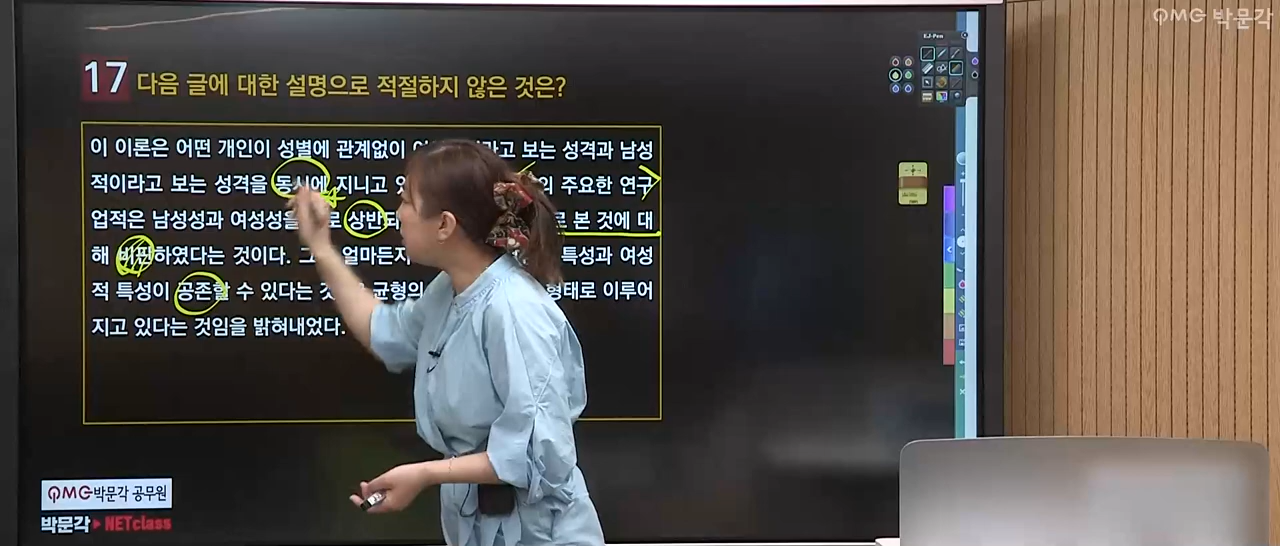 QMG 박문각
EJ-Pen
17 다음 글에 대한 설명으로 적절하지 않은 것은?
이 이론은 어떤 개인이 성별에 관계없이 보는 성격과 남성
적이라고 보는 성격을 동시에 지니고 주요한 연구
업적은 남성성과 여성성을 상반 본 것에 대
해 비판하였다는 것이다. 얼마든지 특성과 여성
적 특성이 공존할 수 있다는 균형의 형태로 이루어
지고 있다는 것임을 밝혀내었다.
QMG박문각 공무원
박문각 NETclass